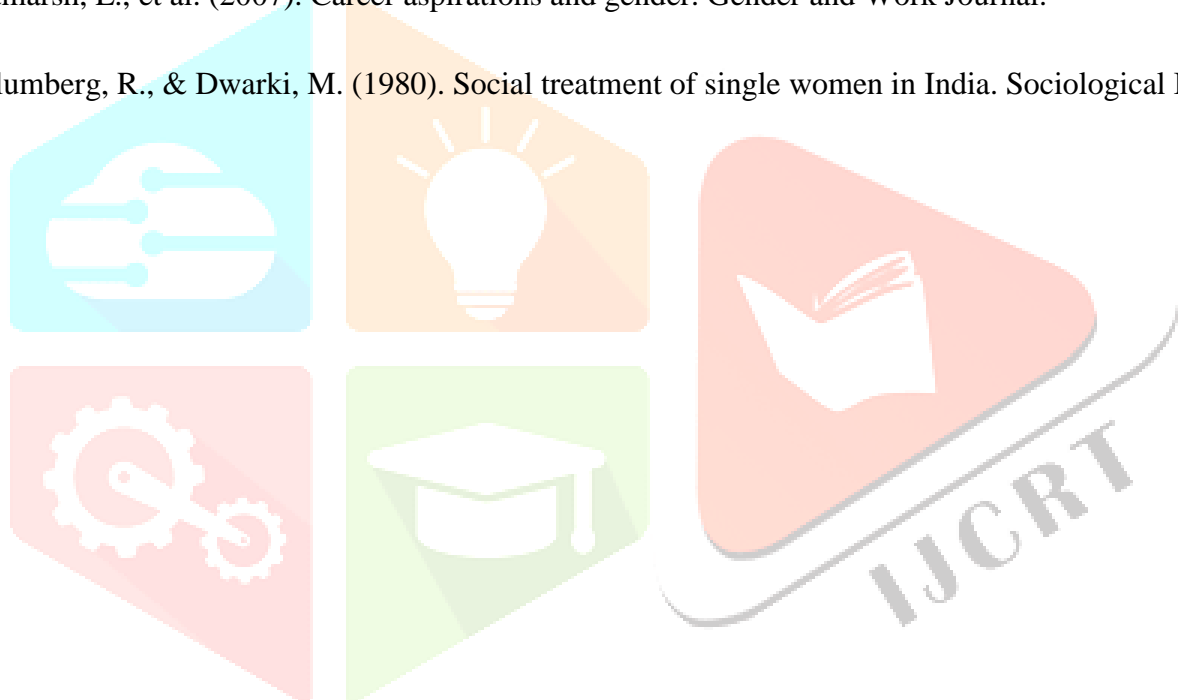 et al. (2007). Career aspirations and gender. Gender and Work Journal.
lumberg, R., & Dwarki, M. (1980). Social treatment of single women in India. Sociological
IJCRT